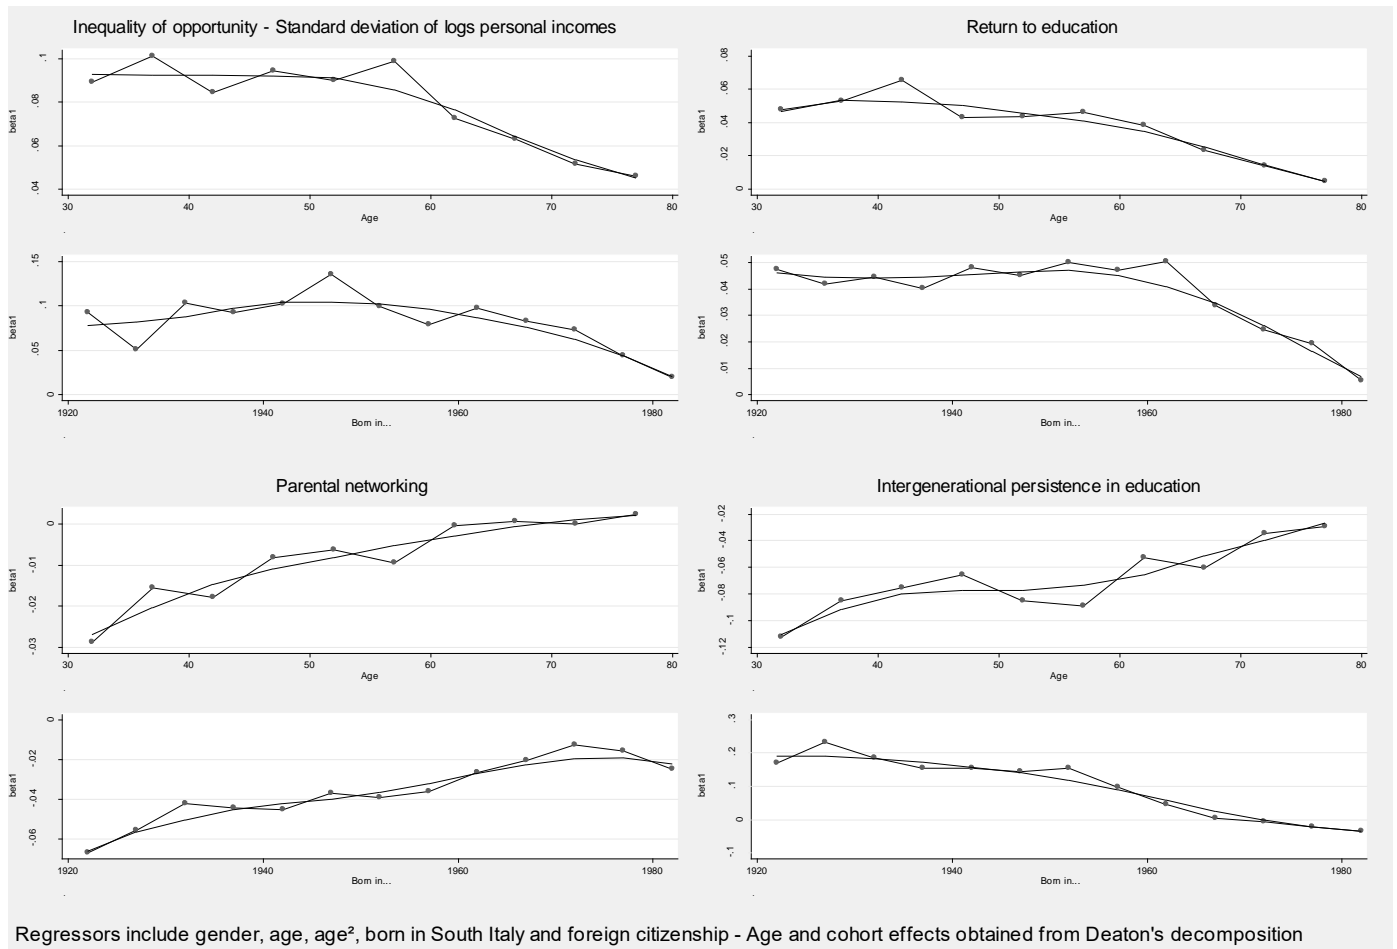 Inequality of opportunity - Standard deviation of logs personal incomes
.1
.08
.06
.04
beta1
30 40 50 60 70 80
Age
.15
.1
.05
0
beta1
1920 1940 1960 1980
Born in...
Return to education
.08
.06
.04
.02
0
beta1
30 40 50 60 70 80
Age
.05
.04
.03
.02
.01
0
beta1
1920 1940 1960 1980
Born in...
Parental networking
0
-.01
-.02
-.03
beta1
30 40 50 60 70 80
Age
0
-.02
-.04
-.06
beta1
1920 1940 1960 1980
Born in...
Intergenerational persistence in education
-.02
-.04
-.06
-.08
-.1
-.12
beta1
30 40 50 60 70 80
Age
.3
.2
.1
0
-.1
beta1
1920 1940 1960 1980
Born in...
Regressors include gender, age, age², born in South Italy and foreign citizenship - Age and cohort effects obtained from Deaton's decomposition